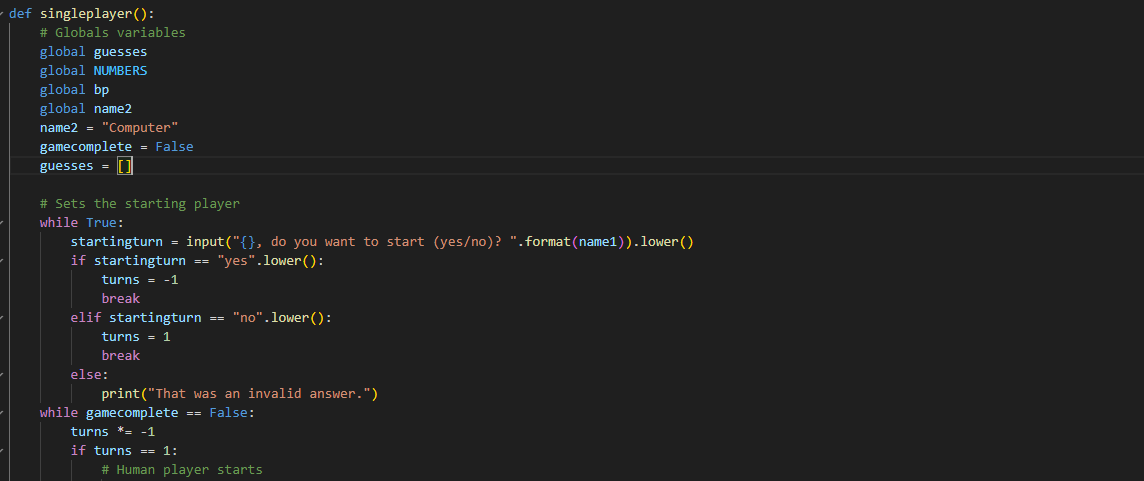 def singleplayer():
    # Globals variables
    global guesses
    global NUMBERS
    global bp
    global name2
    name2 = "Computer"
    gamecomplete = False
    guesses = []

    # Sets the starting player
    while True:
        startingturn = input("{}, do you want to start (yes/no)? ".format(name1)).lower()
        if startingturn == "yes".lower():
            turns = -1
            break
        elif startingturn == "no".lower():
            turns = 1
            break
        else:
            print("That was an invalid answer.")
    while gamecomplete == False:
        turns *= -1
        if turns == 1:
            # Human player starts